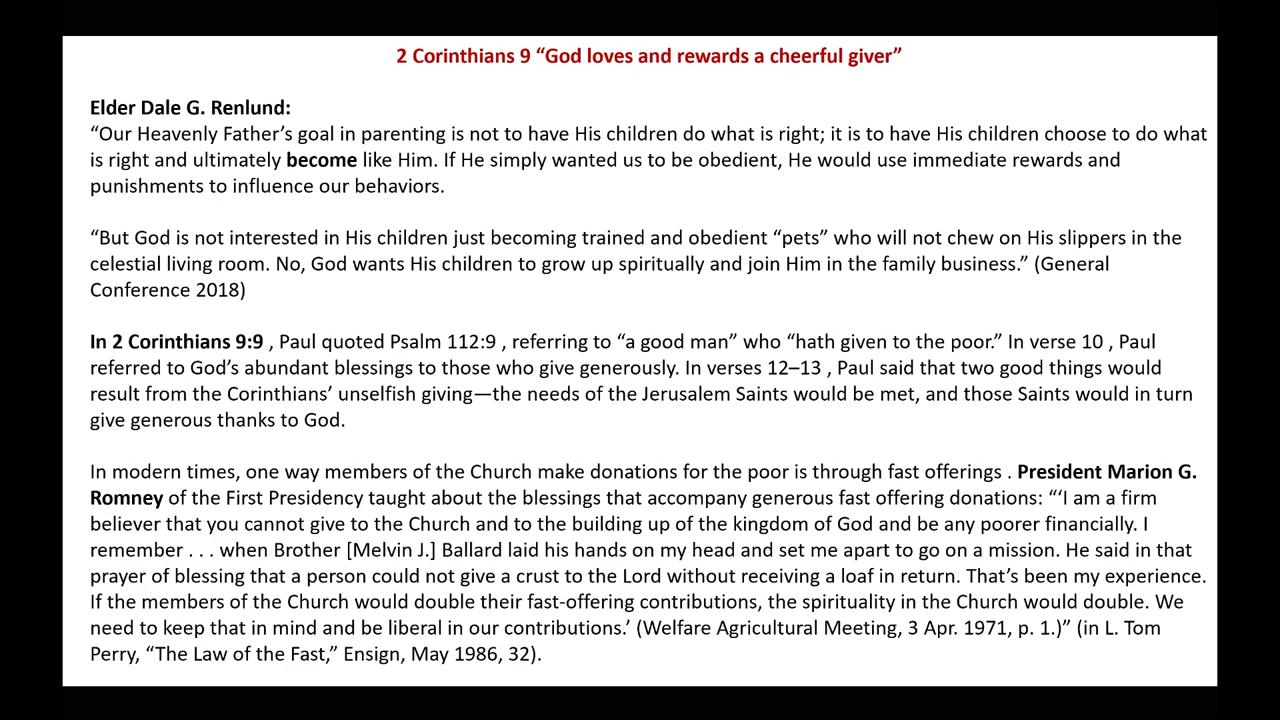 2 Corinthians 9 “God loves and rewards a cheerful giver”
Elder Dale G. Renlund:
“Our Heavenly Father’s goal in parenting is not to have His children do what is right; it is to have His children choose to do what
is right and ultimately become like Him. If He simply wanted us to be obedient, He would use immediate rewards and
punishments to influence our behaviors.
“But God is not interested in His children just becoming trained and obedient “pets” who will not chew on His slippers in the
celestial living room. No, God wants His children to grow up spiritually and join Him in the family business.” (General
Conference 2018)
In 2 Corinthians 9:9 , Paul quoted Psalm 112:9 , referring to “a good man” who “hath given to the poor.” In verse 10 , Paul
referred to God’s abundant blessings to those who give generously. In verses 12–13 , Paul said that two good things would
result from the Corinthians’ unselfish giving—the needs of the Jerusalem Saints would be met, and those Saints would in turn
give generous thanks to God.
In modern times, one way members of the Church make donations for the poor is through fast offerings . President Marion G.
Romney of the First Presidency taught about the blessings that accompany generous fast offering donations: “‘I am a firm
believer that you cannot give to the Church and to the building up of the kingdom of God and be any poorer financially. I
remember . . . when Brother [Melvin J.] Ballard laid his hands on my head and set me apart to go on a mission. He said in that
prayer of blessing that a person could not give a crust to the Lord without receiving a loaf in return. That’s been my experience.
If the members of the Church would double their fast-offering contributions, the spirituality in the Church would double. We
need to keep that in mind and be liberal in our contributions.’ (Welfare Agricultural Meeting, 3 Apr. 1971, p. 1.)” (in L. Tom
Perry, “The Law of the Fast,” Ensign, May 1986, 32).